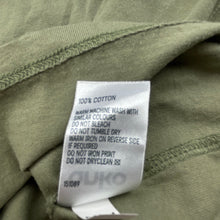 100% COTTON
WARM MACHINE WASH WITH
SIMILAR COLOURS
DO NOT BLEACH
DO NOT TUMBLE DRY
WARM IRON ON REVERSE SIDE
IF REQUIRED
DO NOT IRON PRINT
DO NOT DRYCLEAN
151089